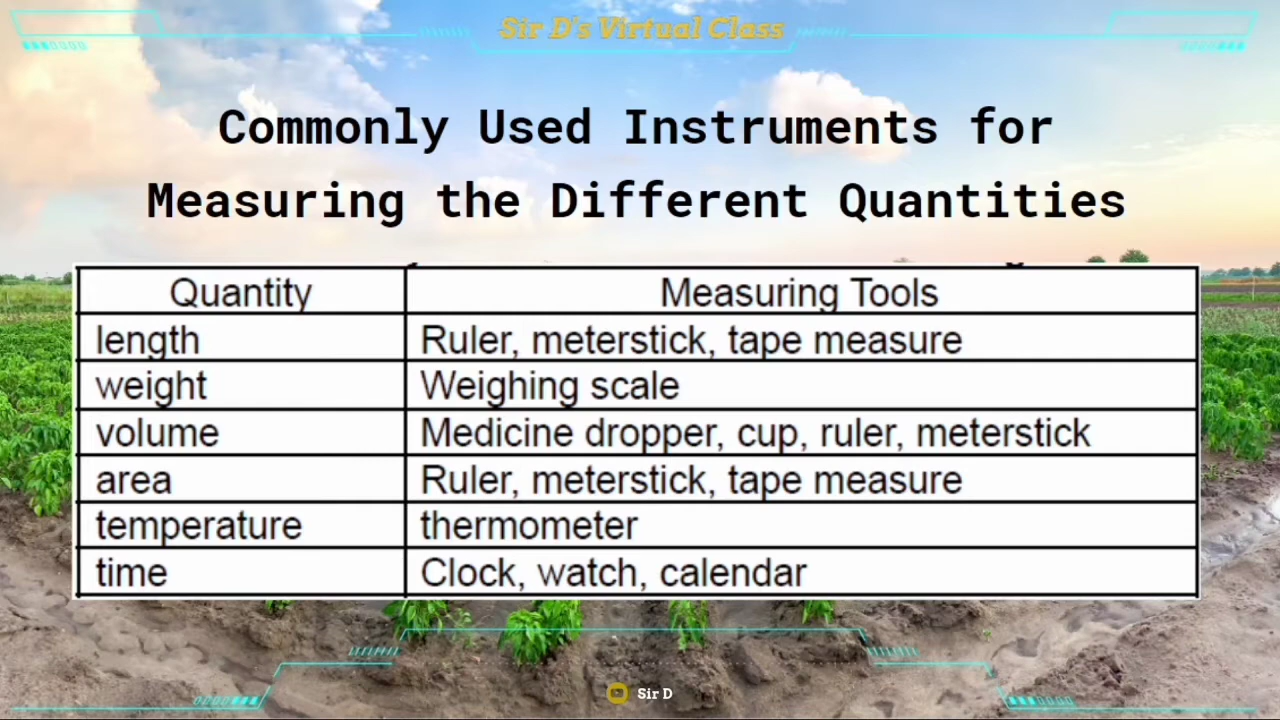 Sir D's Virtual Class
Commonly Used Instruments for
Measuring the Different Quantities
Quantity Measuring Tools
length Ruler, meterstick, tape measure
weight Weighing scale
volume Medicine dropper, cup, ruler, meterstick
area Ruler, meterstick, tape measure
temperature thermometer
time Clock, watch, calendar
Sir D